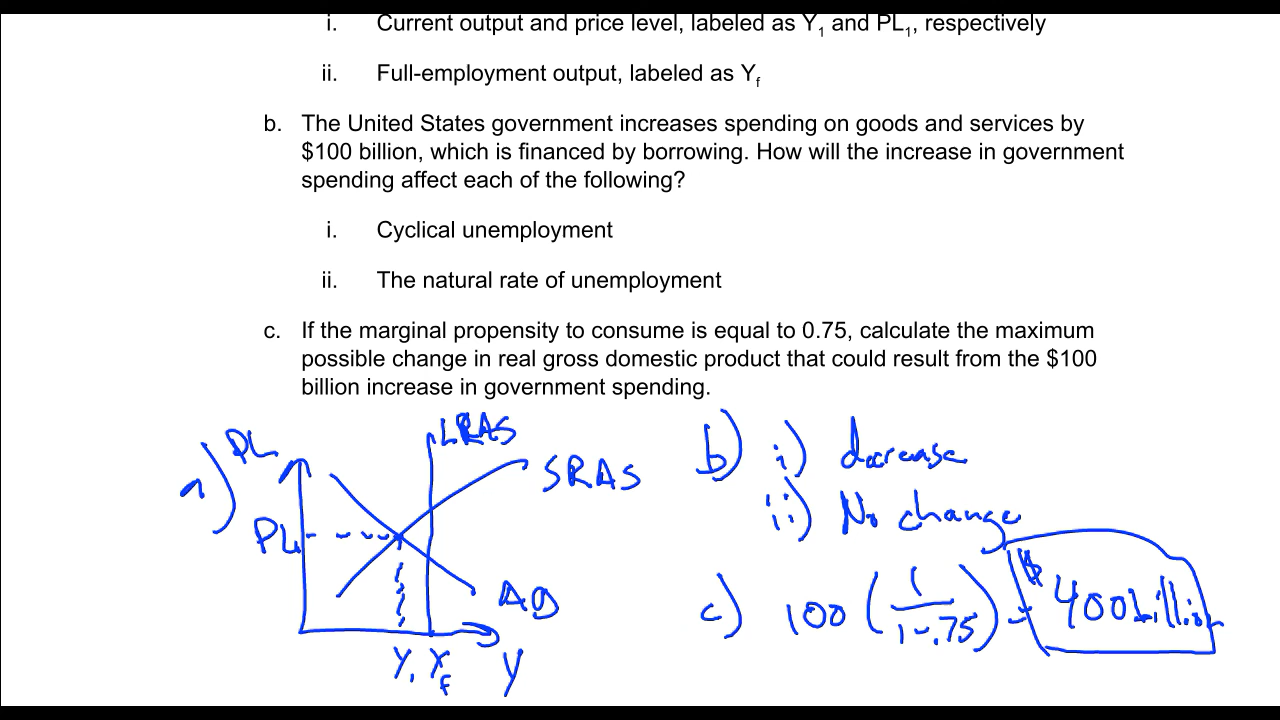 i. Current output and price level, labeled as Y1 and PL1, respectively
ii. Full-employment output, labeled as Yf
b. The United States government increases spending on goods and services by
$100 billion, which is financed by borrowing. How will the increase in government
spending affect each of the following?
i. Cyclical unemployment
ii. The natural rate of unemployment
c. If the marginal propensity to consume is equal to 0.75, calculate the maximum
possible change in real gross domestic product that could result from the $100
billion increase in government spending.
a) PL
LRAS
SRAS
PL1
AD
Y1 Yf Y
b) i) decrease
ii) No change
c) 100 (1/1-.75) = $400 billion